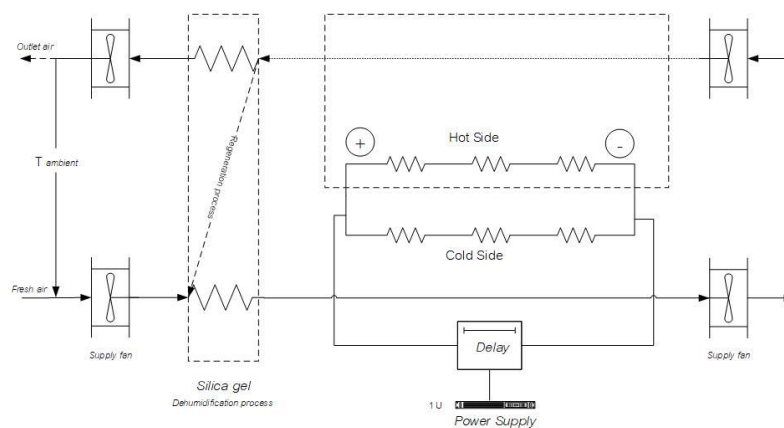 Outlet air
Hot Side
+
-
Regeneration process
T ambient
Cold Side
Fresh air
Supply fan
Delay
Supply fan
Silica gel
Dehumidification process
1 U
Power Supply